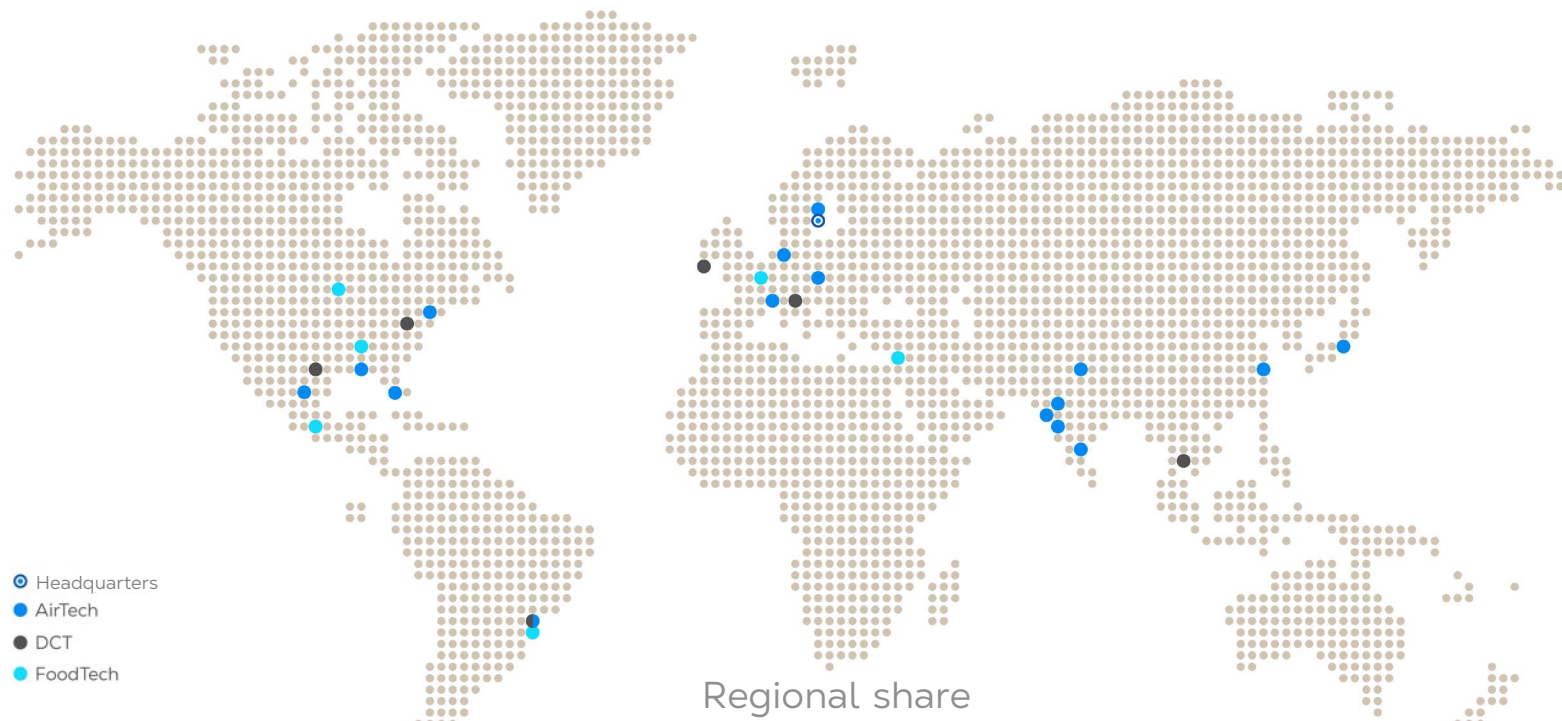 Headquarters
AirTech
DCT
FoodTech
Regional share